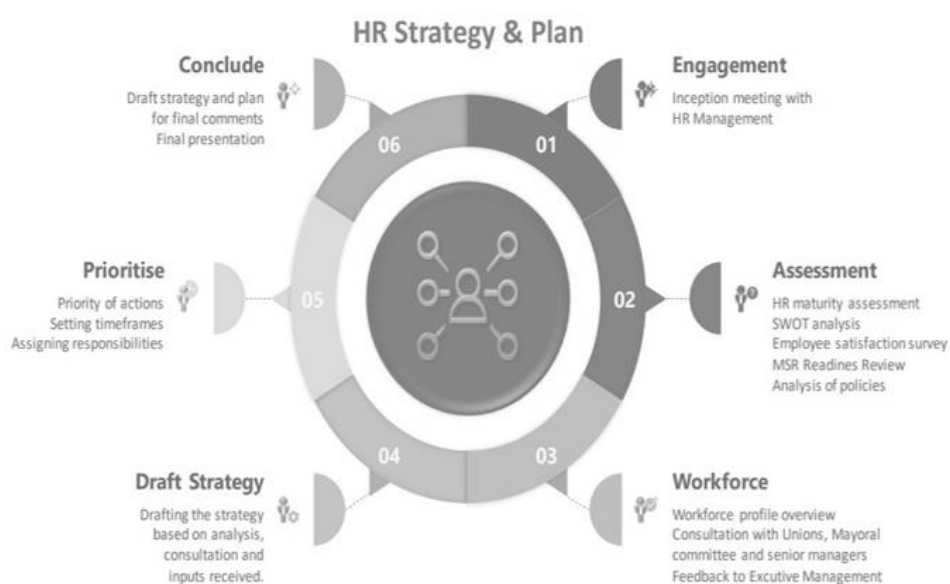 HR Strategy & Plan
Engagement
Inception meeting with
HR Management
01
Assessment
HR maturity assessment
SWOT analysis
Employee satisfaction survey
MSR Readines Review
Analysis of policies
02
Workforce
Workforce profile overview
Consultation with Unions, Mayoral
committee and senior managers
Feedback to Excutive Management
03
Draft Strategy
Drafting the strategy
based on analysis,
consultation and
inputs received.
04
Prioritise
Priority of actions
Setting timeframes
Assigning responsibilities
05
Conclude
Draft strategy and plan
for final comments
Final presentation
06